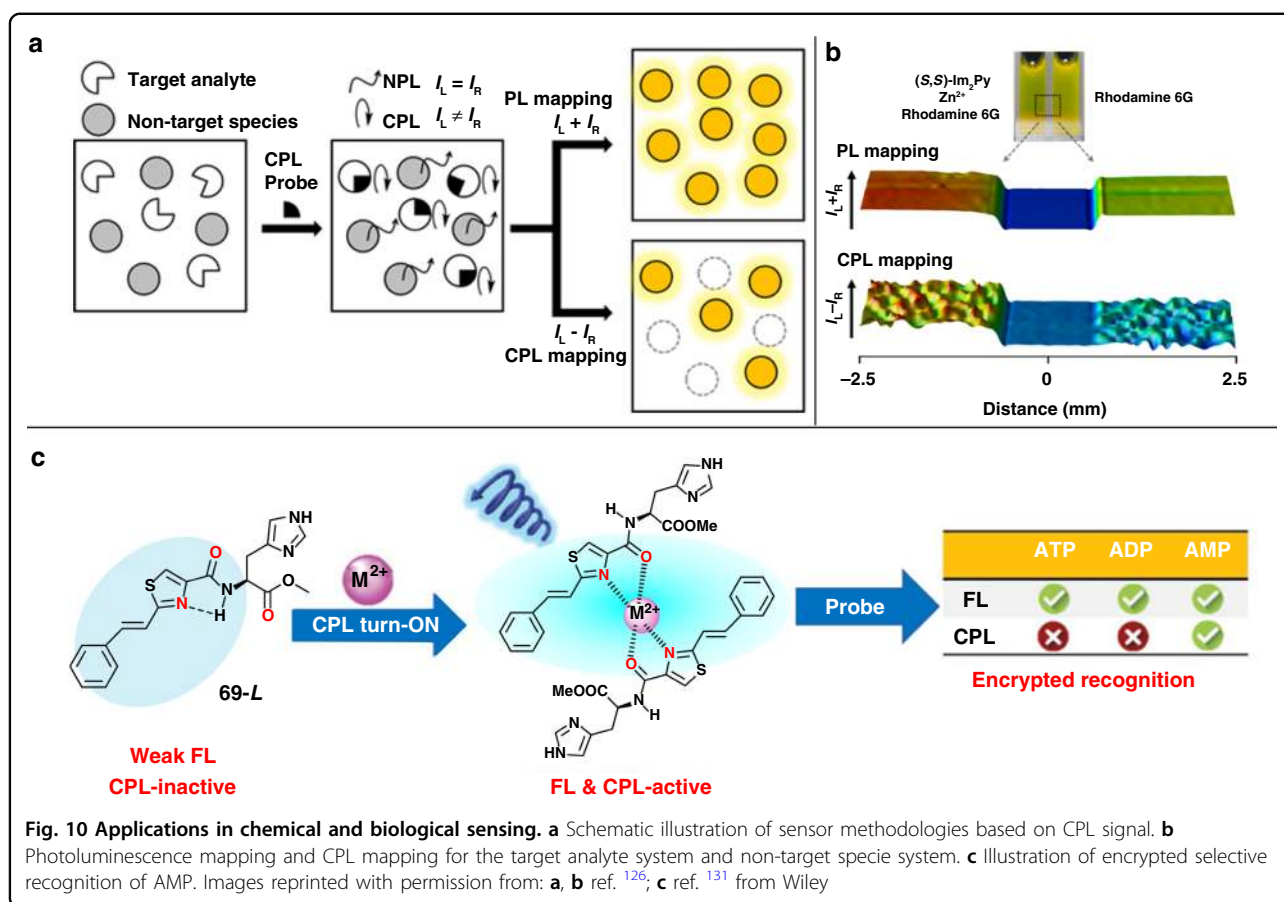 a
Target analyte
Non-target species
CPL
Probe
NPL I_L = I_R
CPL I_L ≠ I_R
PL mapping
I_L + I_R
I_L - I_R
CPL mapping
b
(S,S)-Im₂Py
Zn²⁺
Rhodamine 6G
Rhodamine 6G
PL mapping
I_L+I_R
CPL mapping
I_L–I_R
–2.5
0
2.5
Distance (mm)
c
NH
N
O
H
N
S
N
H
O
O
69-L
Weak FL
CPL-inactive
M²⁺
CPL turn-ON
NH
N
H
N
COOMe
O
S
N
M²⁺
O
N
S
MeOOC
N
H
N
HN
FL & CPL-active
Probe
ATP ADP AMP
FL
CPL
Encrypted recognition
Fig. 10 Applications in chemical and biological sensing. a Schematic illustration of sensor methodologies based on CPL signal. b
Photoluminescence mapping and CPL mapping for the target analyte system and non-target specie system. c Illustration of encrypted selective
recognition of AMP. Images reprinted with permission from: a, b ref. 126; c ref. 131 from Wiley